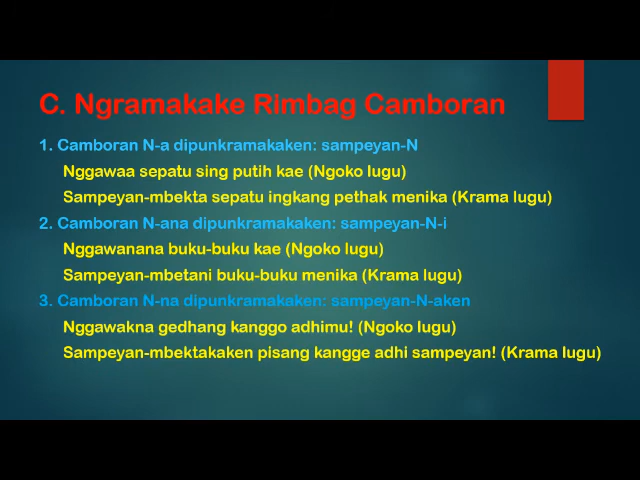 C. Ngramakake Rimbag Camboran
1. Camboran N-a dipunkramakaken: sampeyan-N
Nggawaa sepatu sing putih kae (Ngoko lugu)
Sampeyan-mbekta sepatu ingkang pethak menika (Krama lugu)
2. Camboran N-ana dipunkramakaken: sampeyan-N-i
Nggawanana buku-buku kae (Ngoko lugu)
Sampeyan-mbetani buku-buku menika (Krama lugu)
3. Camboran N-na dipunkramakaken: sampeyan-N-aken
Nggawakna gedhang kanggo adhimu! (Ngoko lugu)
Sampeyan-mbektakaken pisang kangge adhi sampeyan! (Krama lugu)